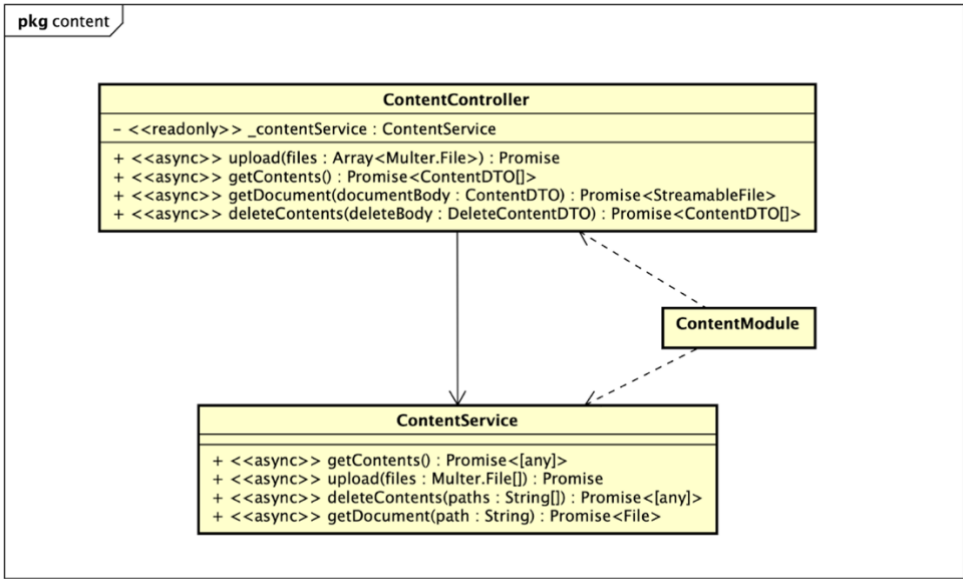 pkg content
ContentController
- <<readonly>> _contentService : ContentService
+ <<async>> upload(files : Array<Multer.File>) : Promise
+ <<async>> getContents() : Promise<ContentDTO[]>
+ <<async>> getDocument(documentBody : ContentDTO) : Promise<StreamableFile>
+ <<async>> deleteContents(deleteBody : DeleteContentDTO) : Promise<ContentDTO[]>
ContentModule
ContentService
+ <<async>> getContents() : Promise<[any]>
+ <<async>> upload(files : Multer.File[]) : Promise
+ <<async>> deleteContents(paths : String[]) : Promise<[any]>
+ <<async>> getDocument(path : String) : Promise<File>